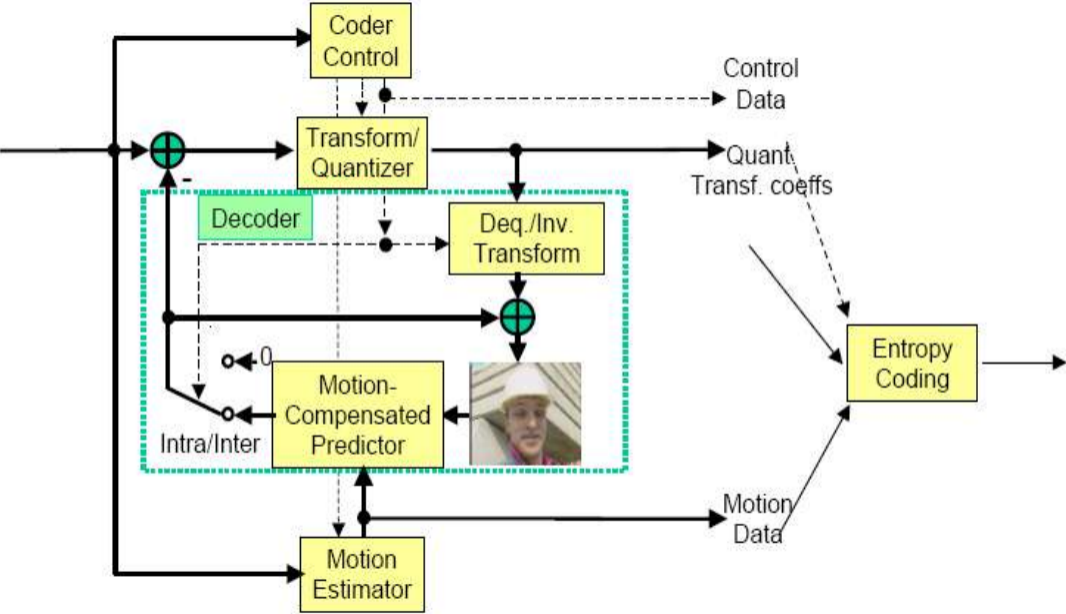 Coder
Control
Control
Data
Transform/
Quantizer
Quant.
Transf. coeffs
-
Decoder
Deq./Inv.
Transform
0
Motion-
Compensated
Predictor
Intra/Inter
Entropy
Coding
Motion
Data
Motion
Estimator